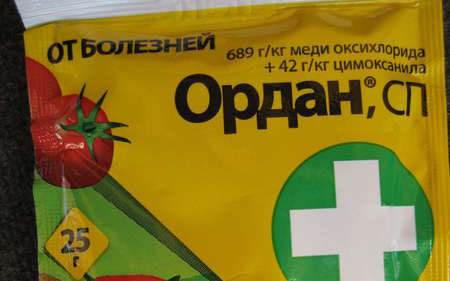 ОТ БОЛЕЗНЕЙ
689 г/кг меди оксихлорида
+ 42 г/кг цимоксанила
Ордан®, СП
25
г